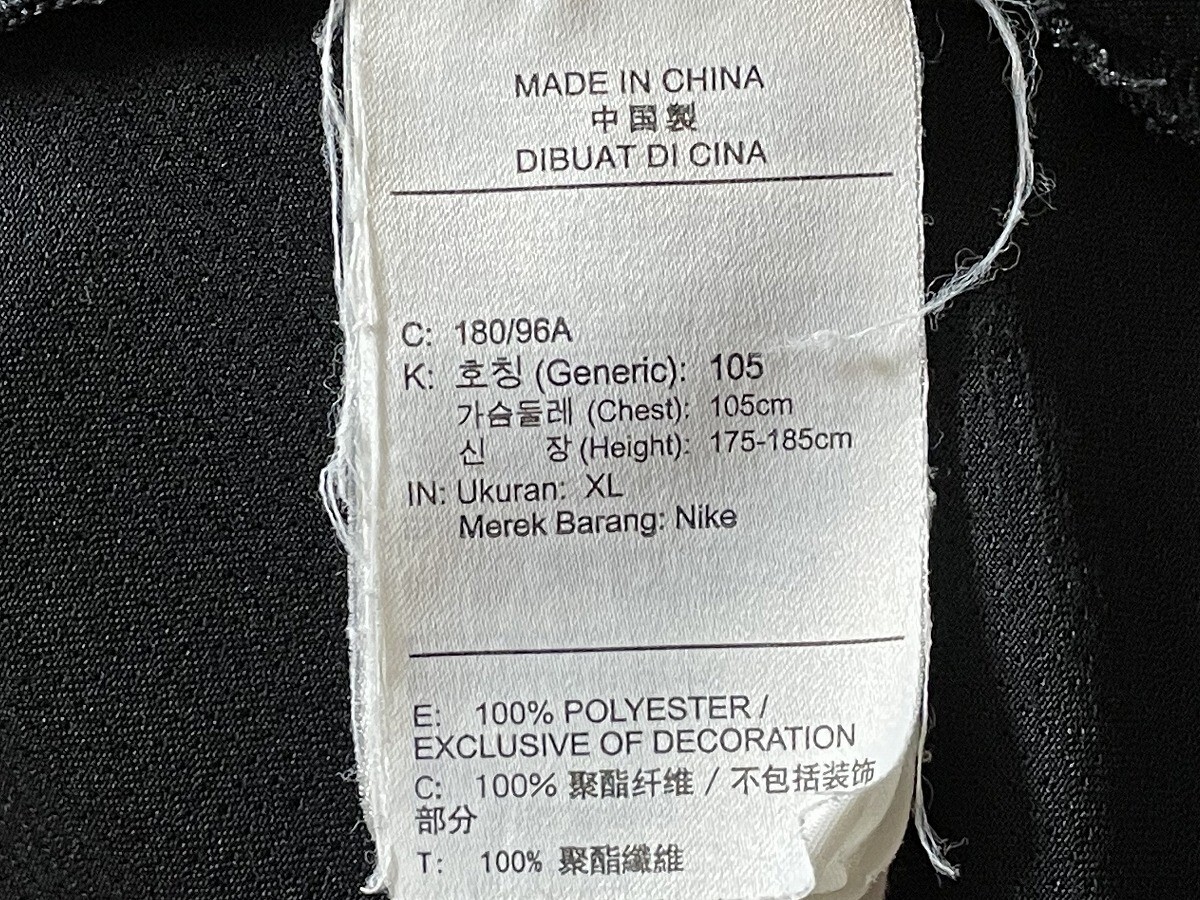 MADE IN CHINA
中国製
DIBUAT DI CINA
C: 180/96A
K: 호칭 (Generic): 105
가슴둘레 (Chest): 105cm
신 장 (Height): 175-185cm
IN: Ukuran: XL
Merek Barang: Nike
E: 100% POLYESTER /
EXCLUSIVE OF DECORATION
C: 100% 聚酯纤维 / 不包括装饰
部分
T: 100% 聚酯纖維